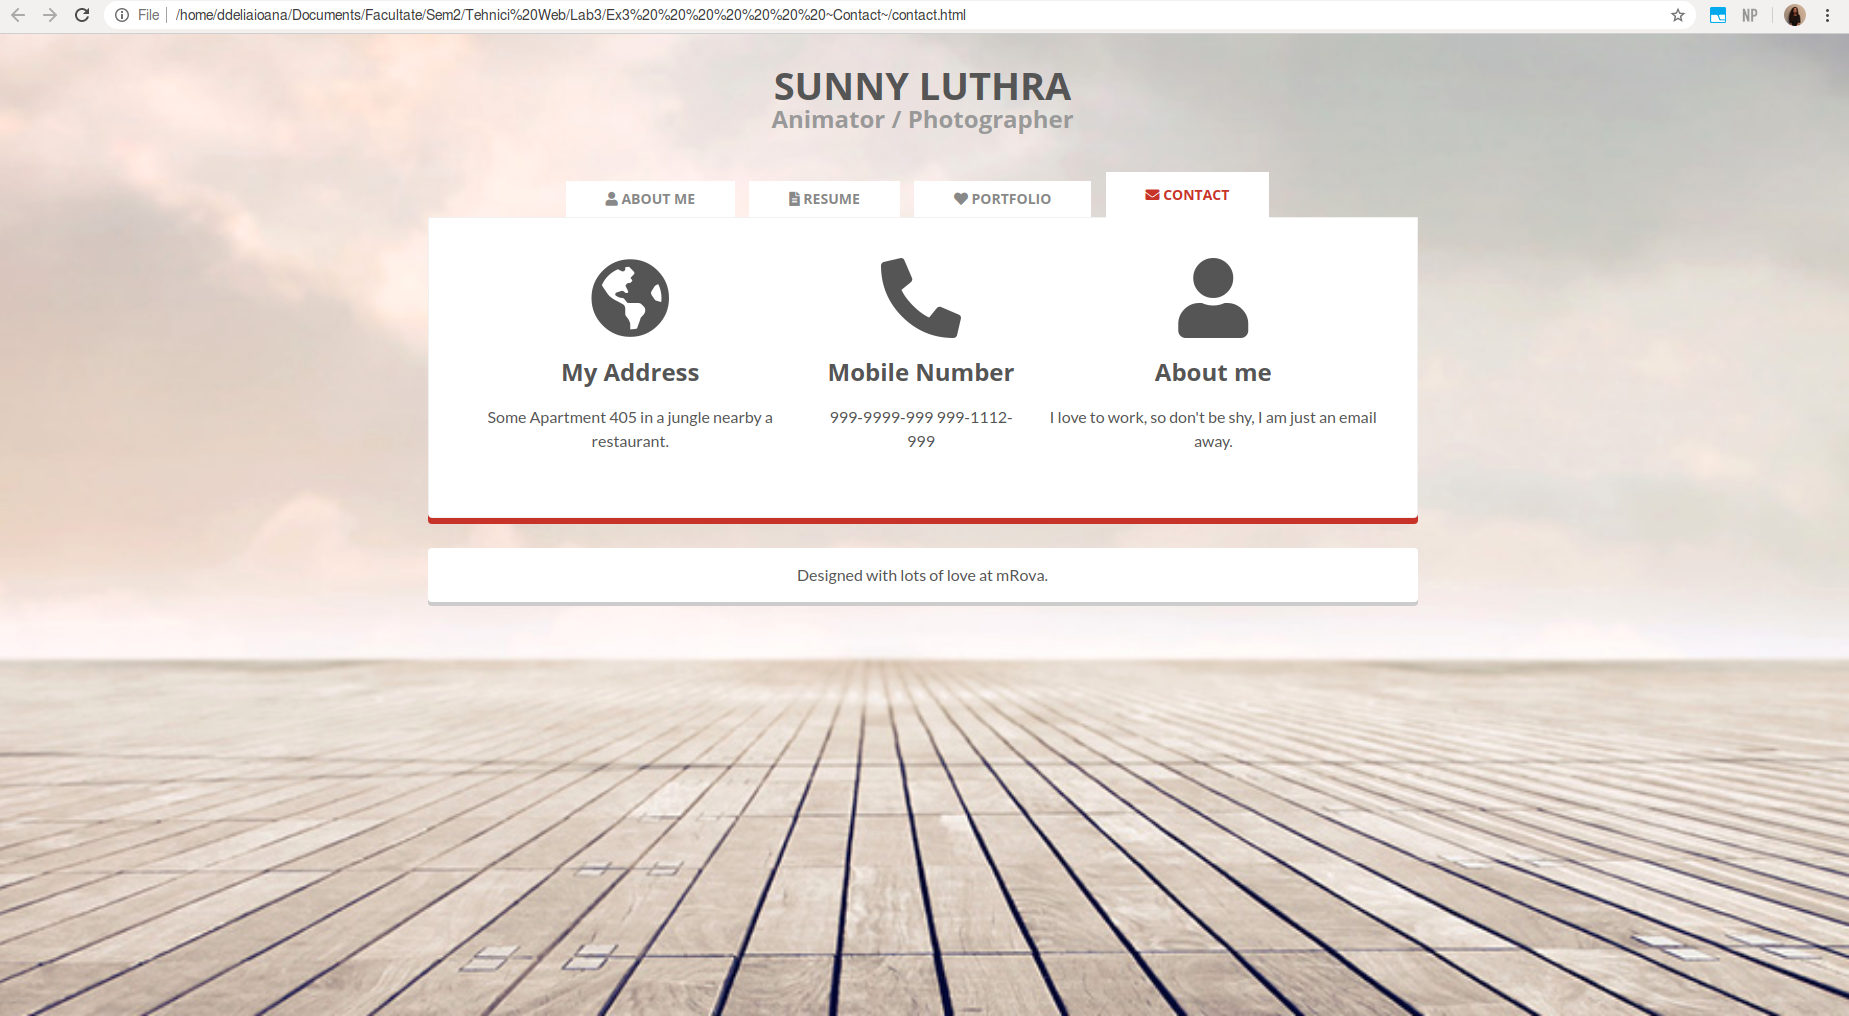 File | /home/ddeliaioana/Documents/Facultate/Sem2/Tehnici%20Web/Lab3/Ex3%20%20%20%20%20%20%20~Contact~/contact.html
NP
SUNNY LUTHRA
Animator / Photographer
ABOUT ME
RESUME
PORTFOLIO
CONTACT
My Address
Some Apartment 405 in a jungle nearby a
restaurant.
Mobile Number
999-9999-999 999-1112-
999
About me
I love to work, so don't be shy, I am just an email
away.
Designed with lots of love at mRova.